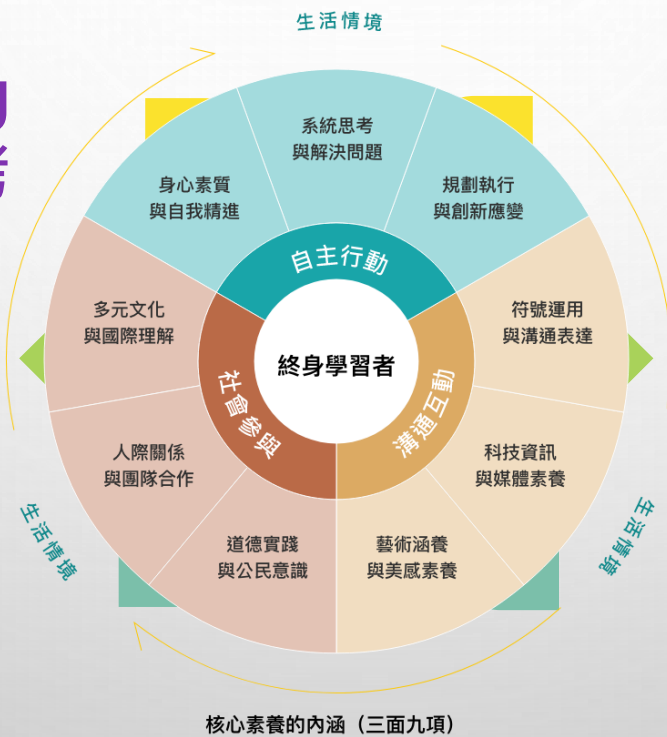 生活情境
系統思考
與解決問題
身心素質
與自我精進
規劃執行
與創新應變
自主行動
多元文化
與國際理解
符號運用
與溝通表達
終身學習者
社會參與
溝通互動
人際關係
與團隊合作
科技資訊
與媒體素養
道德實踐
與公民意識
藝術涵養
與美感素養
生活情境
生活情境
核心素養的內涵（三面九項）